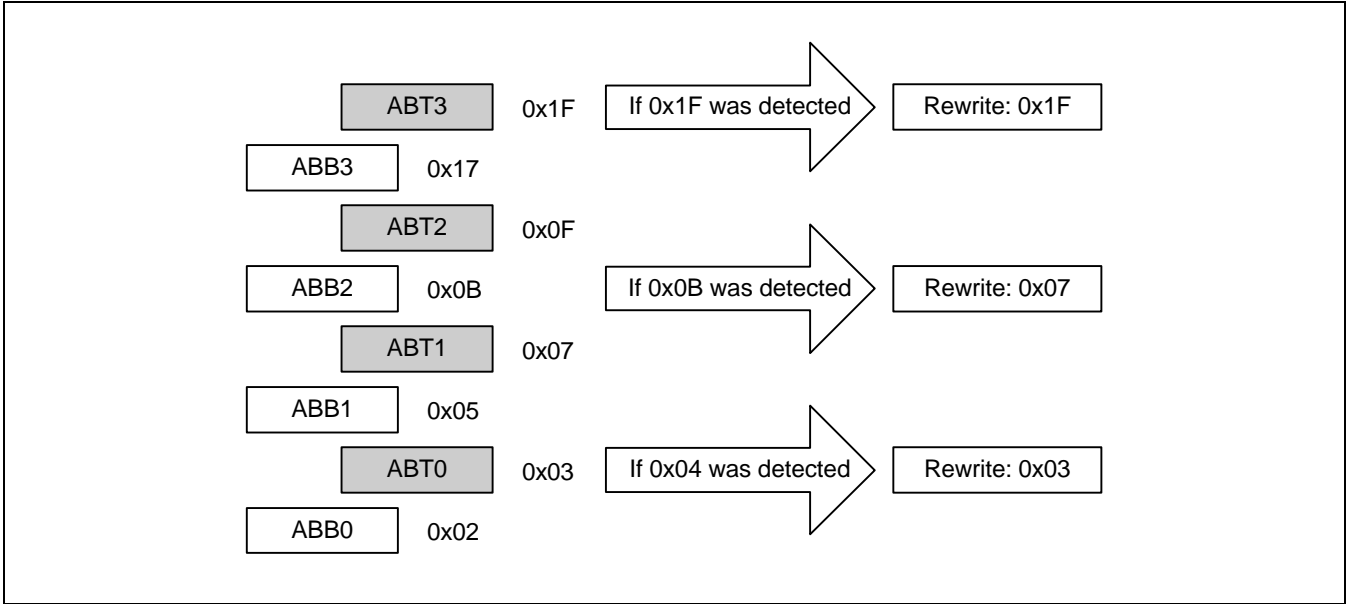 ABT3 0x1F If 0x1F was detected Rewrite: 0x1F
ABB3 0x17
ABT2 0x0F
ABB2 0x0B If 0x0B was detected Rewrite: 0x07
ABT1 0x07
ABB1 0x05
ABT0 0x03 If 0x04 was detected Rewrite: 0x03
ABB0 0x02